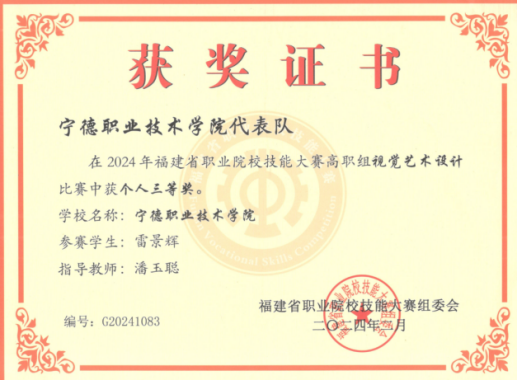 获奖证书
宁德职业技术学院代表队
在2024年福建省职业院校技能大赛高职组视觉艺术设计
比赛中获个人三等奖。
学校名称：宁德职业技术学院
参赛学生：雷景辉
指导教师：潘玉聪
福建省职业院校技能大赛组委会
二〇二四年 月
编号：G20241083
Vocational Skills Competition